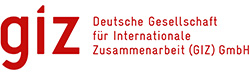 giz
Deutsche Gesellschaft
für Internationale
Zusammenarbeit (GIZ) GmbH